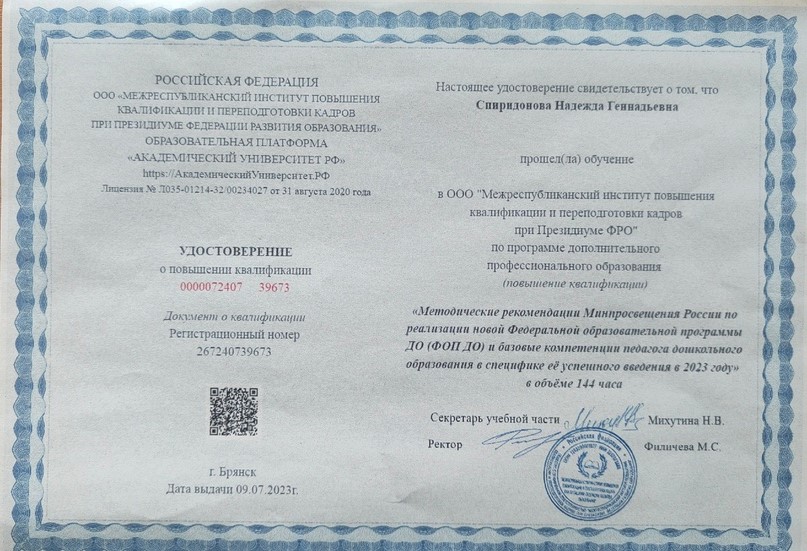 РОССИЙСКАЯ ФЕДЕРАЦИЯ
ООО «МЕЖРЕСПУБЛИКАНСКИЙ ИНСТИТУТ ПОВЫШЕНИЯ
КВАЛИФИКАЦИИ И ПЕРЕПОДГОТОВКИ КАДРОВ
ПРИ ПРЕЗИДИУМЕ ФЕДЕРАЦИИ РАЗВИТИЯ ОБРАЗОВАНИЯ»
ОБРАЗОВАТЕЛЬНАЯ ПЛАТФОРМА
«АКАДЕМИЧЕСКИЙ УНИВЕРСИТЕТ РФ»
https://АкадемическийУниверситет.РФ
Лицензия № Л035-01214-32/00234027 от 31 августа 2020 года
УДОСТОВЕРЕНИЕ
о повышении квалификации
0000072407 39673
Документ о квалификации
Регистрационный номер
267240739673
г. Брянск
Дата выдачи 09.07.2023г.
Настоящее удостоверение свидетельствует о том, что
Спиридонова Надежда Геннадьевна
прошел(ла) обучение
в ООО "Межреспубликанский институт повышения
квалификации и переподготовки кадров
при Президиуме ФРО"
по программе дополнительного
профессионального образования
(повышение квалификации)
«Методические рекомендации Минпросвещения России по
реализации новой Федеральной образовательной программы
ДО (ФОП ДО) и базовые компетенции педагога дошкольного
образования в специфике её успешного введения в 2023 году»
в объёме 144 часа
Секретарь учебной части Михутина Н.В.
Ректор Филичева М.С.
Российская Федерация